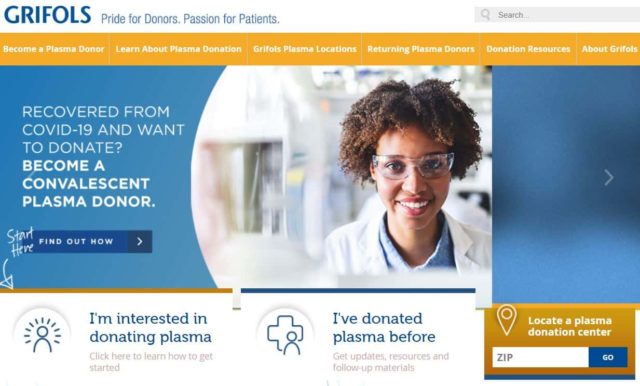 GRIFOLS Pride for Donors. Passion for Patients.
Search...
Become a Plasma Donor
Learn About Plasma Donation
Grifols Plasma Locations
Returning Plasma Donors
Donation Resources
About Grifols
RECOVERED FROM
COVID-19 AND WANT
TO DONATE?
BECOME A
CONVALESCENT
PLASMA DONOR.
Start
Here
FIND OUT HOW
I'm interested in
donating plasma
Click here to learn how to get
started
I've donated
plasma before
Get updates, resources and
follow-up materials
Locate a plasma
donation center
ZIP
GO